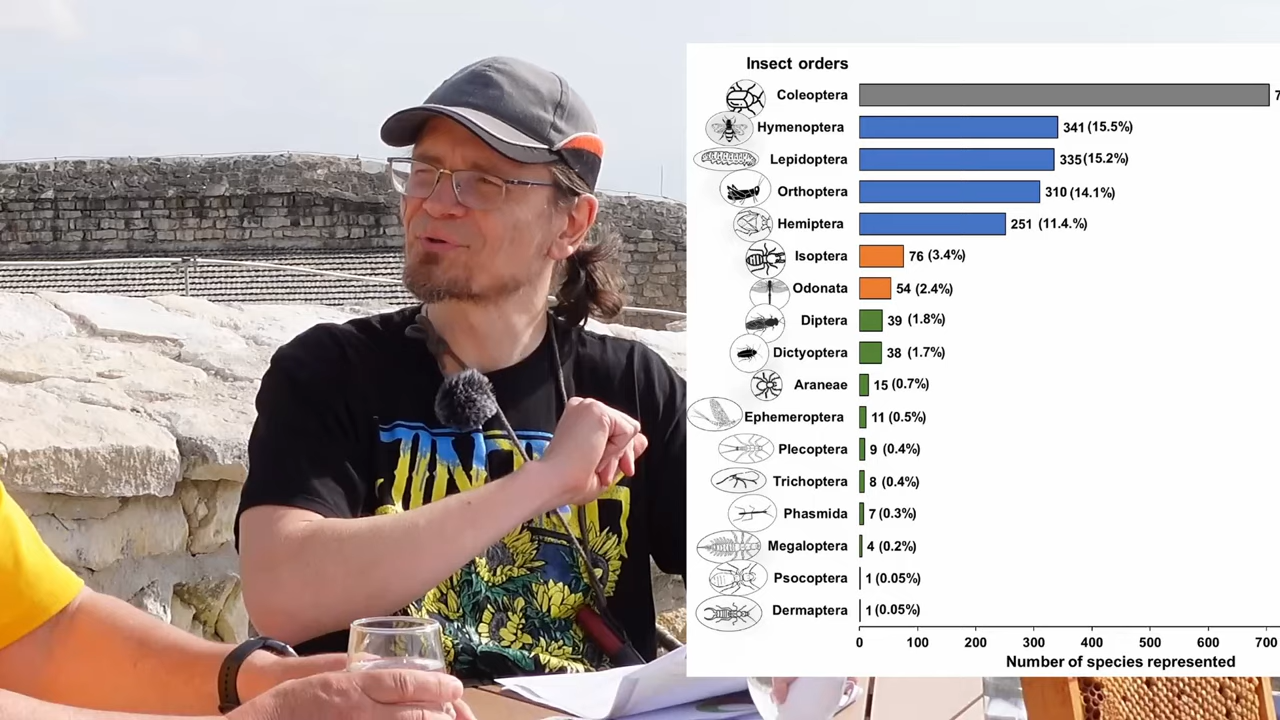 Insect orders
Coleoptera 7
Hymenoptera 341 (15.5%)
Lepidoptera 335 (15.2%)
Orthoptera 310 (14.1%)
Hemiptera 251 (11.4.%)
Isoptera 76 (3.4%)
Odonata 54 (2.4%)
Diptera 39 (1.8%)
Dictyoptera 38 (1.7%)
Araneae 15 (0.7%)
Ephemeroptera 11 (0.5%)
Plecoptera 9 (0.4%)
Trichoptera 8 (0.4%)
Phasmida 7 (0.3%)
Megaloptera 4 (0.2%)
Psocoptera 1 (0.05%)
Dermaptera 1 (0.05%)
0 100 200 300 400 500 600 700
Number of species represented